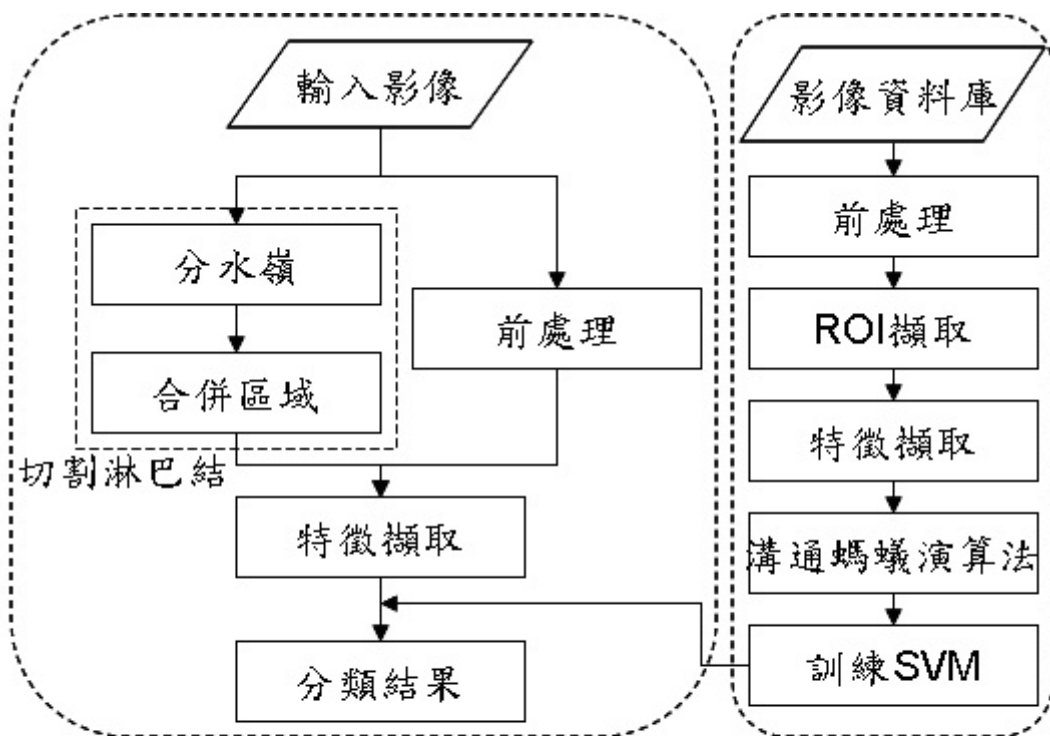 輸入影像
分水嶺
合併區域
切割淋巴結
前處理
特徵擷取
分類結果
影像資料庫
前處理
ROI擷取
特徵擷取
溝通螞蟻演算法
訓練SVM